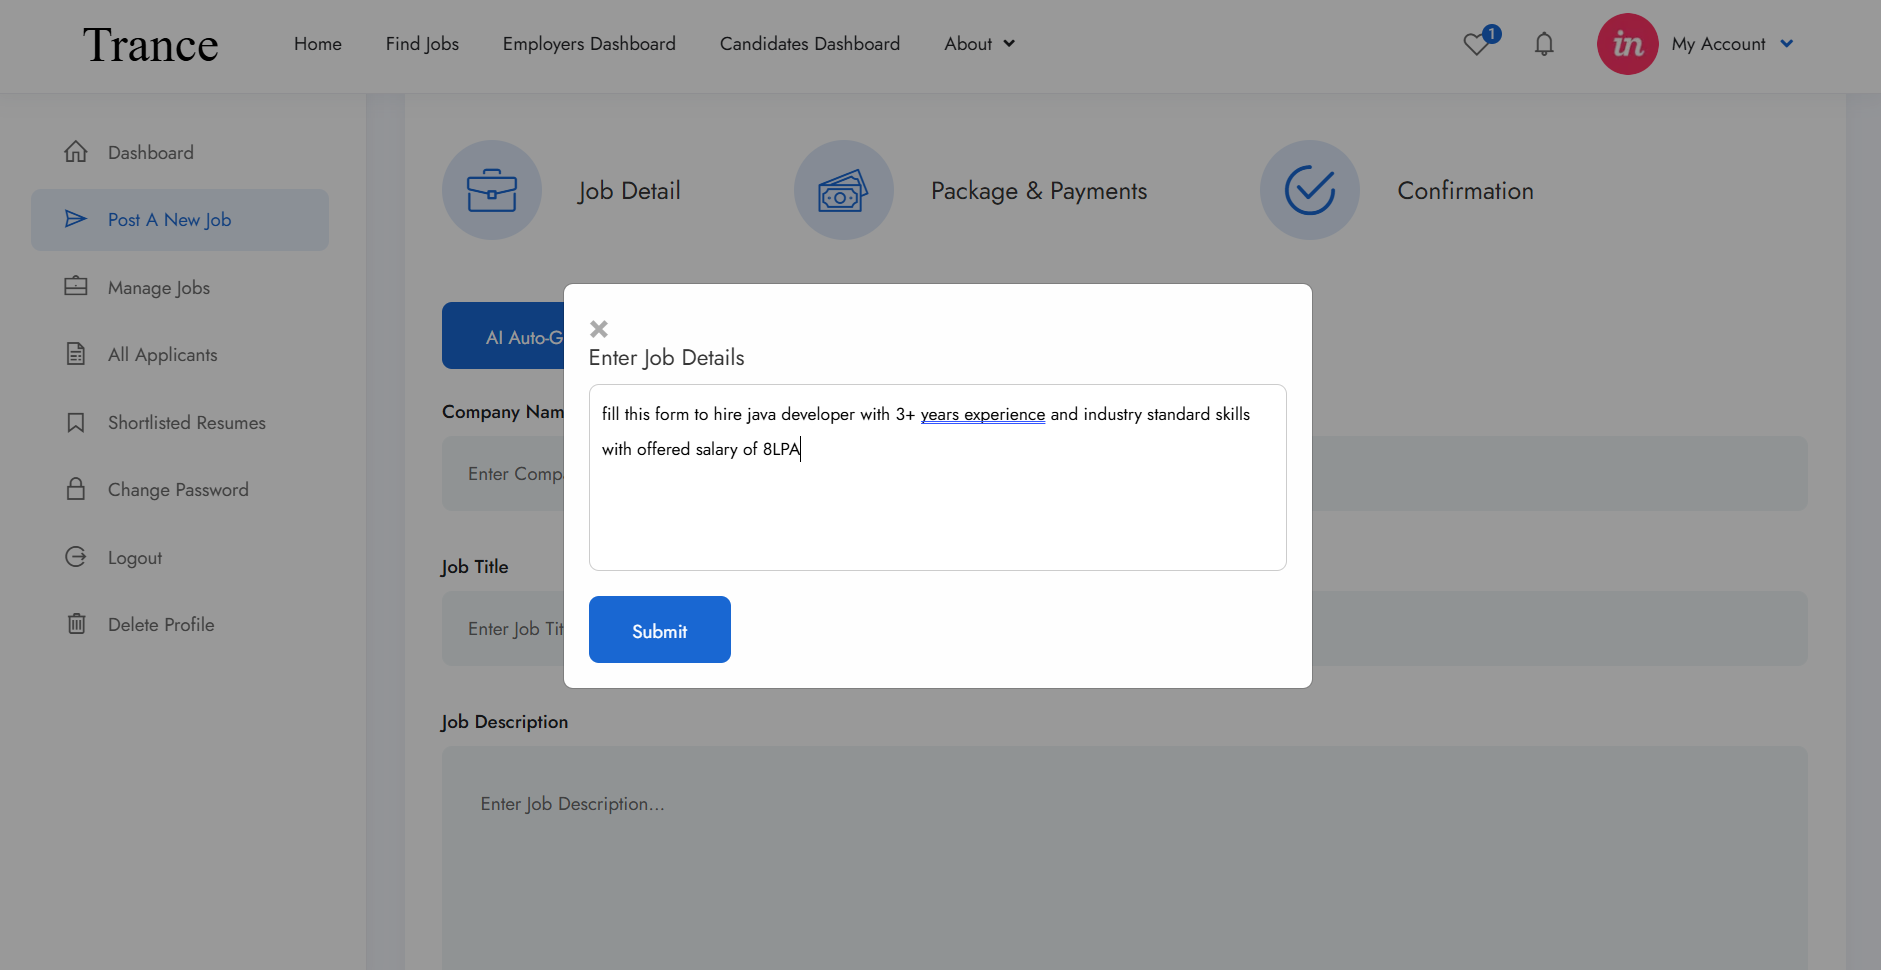 Trance
Home
Find Jobs
Employers Dashboard
Candidates Dashboard
About
1
in
My Account
Dashboard
Post A New Job
Manage Jobs
All Applicants
Shortlisted Resumes
Change Password
Logout
Delete Profile
Job Detail
Package & Payments
Confirmation
AI Auto-G
Enter Job Details
fill this form to hire java developer with 3+ years experience and industry standard skills
with offered salary of 8LPA
Submit
Company Nam
Enter Comp
Job Title
Enter Job Tit
Job Description
Enter Job Description...